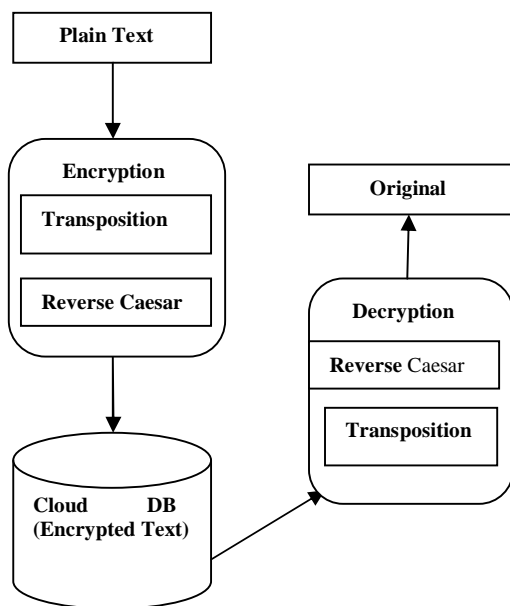 Plain Text
Encryption
Transposition
Reverse Caesar
Cloud DB
(Encrypted Text)
Original
Decryption
Reverse Caesar
Transposition